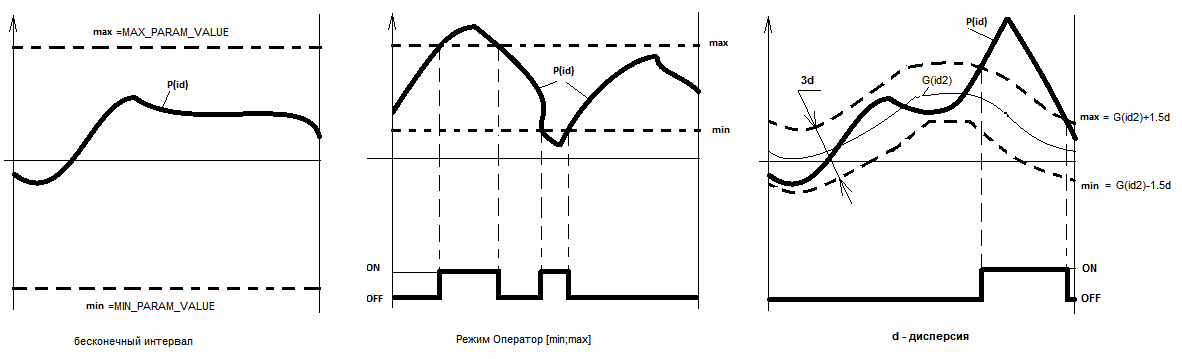 max =MAX_PARAM_VALUE
P(id)
min =MIN_PARAM_VALUE
бесконечный интервал
max
P(id)
min
ON
OFF
Режим Оператор [min;max]
P(id)
3d
G(id2)
max = G(id2)+1.5d
min = G(id2)-1.5d
ON
OFF
d - дисперсия